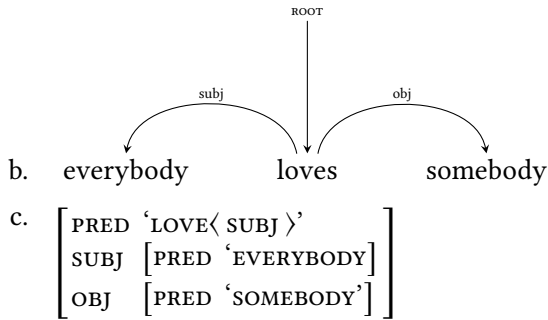 ROOT
subj obj
b. everybody loves somebody
c. [PRED ‘LOVE⟨ SUBJ ⟩’
SUBJ [PRED ‘EVERYBODY]
OBJ [PRED ‘SOMEBODY’]]